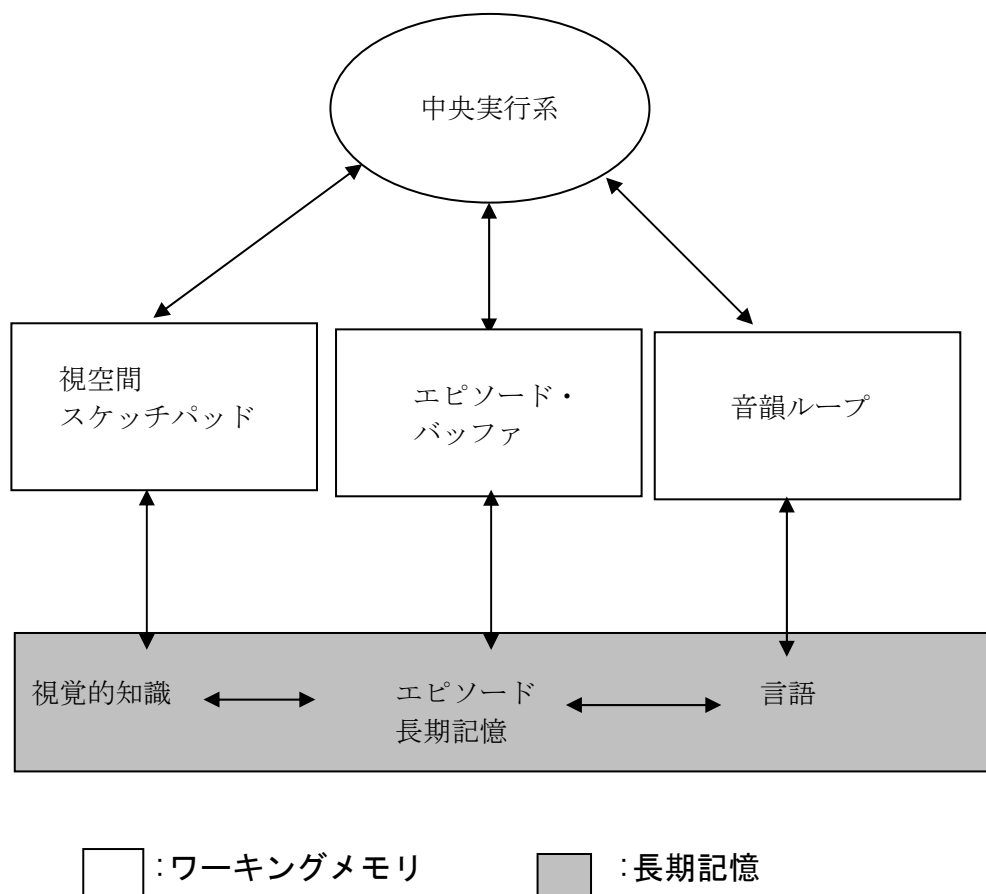 中央実行系
視空間
スケッチパッド
エピソード・
バッファ
音韻ループ
視覚的知識
エピソード
長期記憶
言語
:ワーキングメモリ
:長期記憶